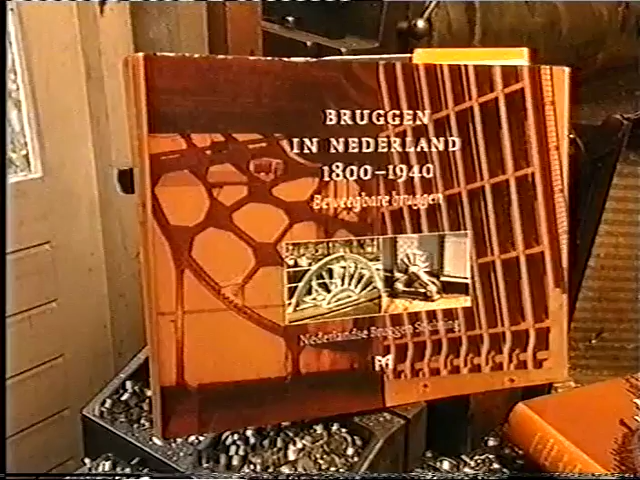 BRUGGEN
IN NEDERLAND
1800–1940
Beweegbare bruggen
Nederlandse Bruggen Stichting